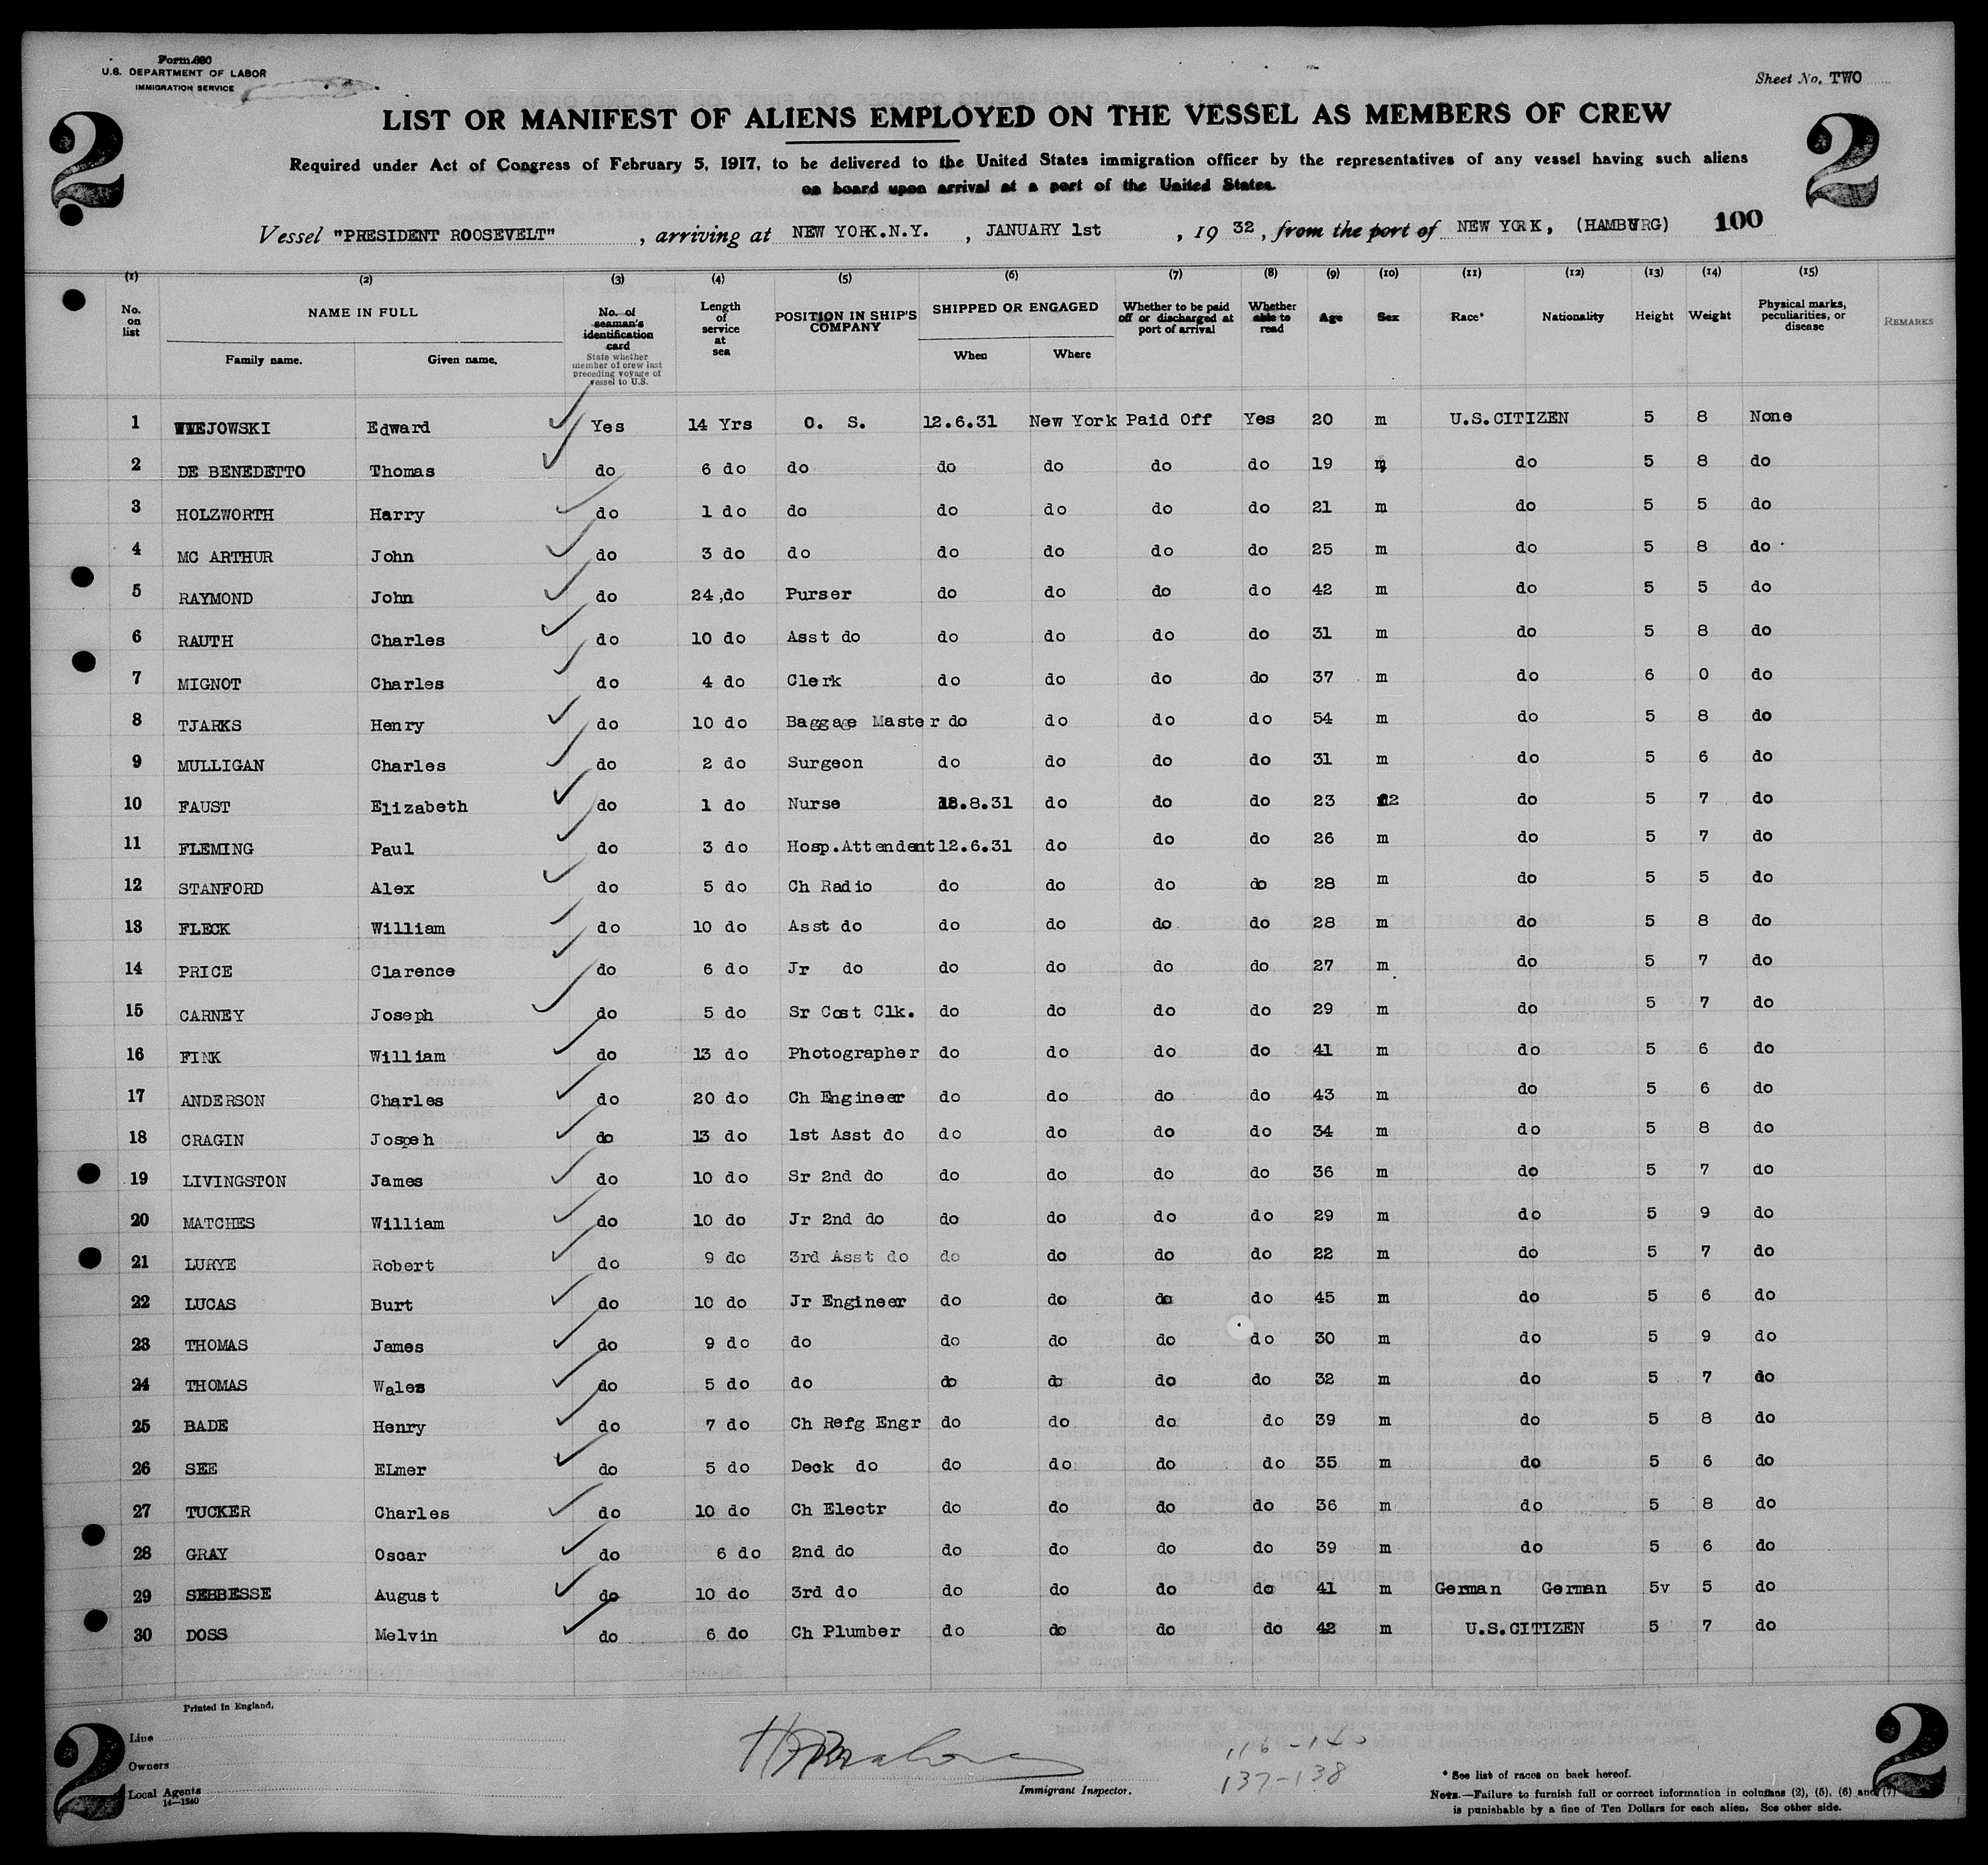 Form 680
U.S. DEPARTMENT OF LABOR
IMMIGRATION SERVICE
Sheet No. TWO
2 2
LIST OR MANIFEST OF ALIENS EMPLOYED ON THE VESSEL AS MEMBERS OF CREW
Required under Act of Congress of February 5, 1917, to be delivered to the United States immigration officer by the representatives of any vessel having such aliens
on board upon arrival at a port of the United States.
Vessel "PRESIDENT ROOSEVELT" , arriving at NEW YORK.N.Y. , JANUARY 1st , 19 32 , from the port of NEW YORK, (HAMBURG) 100
(1) (2) (3) (4) (5) (6) (7) (8) (9) (10) (11) (12) (13) (14) (15)
No. on list NAME IN FULL Family name. Given name. No. of seaman's identification card State whether member of crew last preceding voyage of vessel to U.S. Length of service at sea POSITION IN SHIP'S COMPANY SHIPPED OR ENGAGED When Where Whether to be paid off or discharged at port of arrival Whether able to read Age Sex Race* Nationality Height Weight Physical marks, peculiarities, or disease REMARKS
1 JOWSKI Edward Yes 14 Yrs O. S. 12.6.31 New York Paid Off Yes 20 m U.S.CITIZEN 5 8 None
2 DE BENEDETTO Thomas do 6 do do do do do do 19 m do 5 8 do
3 HOLZWORTH Harry do 1 do do do do do do 21 m do 5 5 do
4 MC ARTHUR John do 3 do do do do do do 25 m do 5 8 do
5 RAYMOND John do 24 do Purser do do do do 42 m do 5 5 do
6 RAUTH Charles do 10 do Asst do do do do do 31 m do 5 8 do
7 MIGNOT Charles do 4 do Clerk do do do do 37 m do 6 0 do
8 TJARKS Henry do 10 do Baggage Master do do do do 54 m do 5 8 do
9 MULLIGAN Charles do 2 do Surgeon do do do do 31 m do 5 6 do
10 FAUST Elizabeth do 1 do Nurse .8.31 do do do 23 do 5 7 do
11 FLEMING Paul do 3 do Hosp.Attendent 12.6.31 do do do 26 m do 5 7 do
12 STANFORD Alex do 5 do Ch Radio do do do do 28 m do 5 5 do
13 FLECK William do 10 do Asst do do do do do 28 m do 5 8 do
14 PRICE Clarence do 6 do Jr do do do do do 27 m do 5 7 do
15 CARNEY Joseph do 5 do Sr Cost Clk. do do do do 29 m do 5 7 do
16 FINK William do 13 do Photographer do do do do 41 m do 5 6 do
17 ANDERSON Charles do 20 do Ch Engineer do do do do 43 m do 5 6 do
18 CRAGIN Jospeh do 13 do 1st Asst do do do do do 34 m do 5 8 do
19 LIVINGSTON James do 10 do Sr 2nd do do do do do 36 m do 5 7 do
20 MATCHES William do 10 do Jr 2nd do do do do do 29 m do 5 9 do
21 LURYE Robert do 9 do 3rd Asst do do do do do 22 m do 5 7 do
22 LUCAS Burt do 10 do Jr Engineer do do do do 45 m do 5 6 do
23 THOMAS James do 9 do do do do do do 30 m do 5 9 do
24 THOMAS Wales do 5 do do do do do do 32 m do 5 7 do
25 BADE Henry do 7 do Ch Refg Engr do do do do 39 m do 5 8 do
26 SEE ELmer do 5 do Deck do do do do do 35 m do 5 6 do
27 TUCKER Charles do 10 do Ch Electr do do do do 36 m do 5 8 do
28 GRAY Oscar do 6 do 2nd do do do do do 39 m do 5 6 do
29 SEBBESSE August do 10 do 3rd do do do do do 41 m German German 5v 5 do
30 DOSS Melvin do 6 do Ch Plumber do do do do 42 m U.S.CITIZEN 5 7 do
Printed in England.
2 2
Line
Owners
Local Agents
14—1240
Immigrant Inspector.
116-140
137-138
* See list of races on back hereof.
NOTE.—Failure to furnish full or correct information in columns (2), (5), (6) and (7)
is punishable by a fine of Ten Dollars for each alien. See other side.